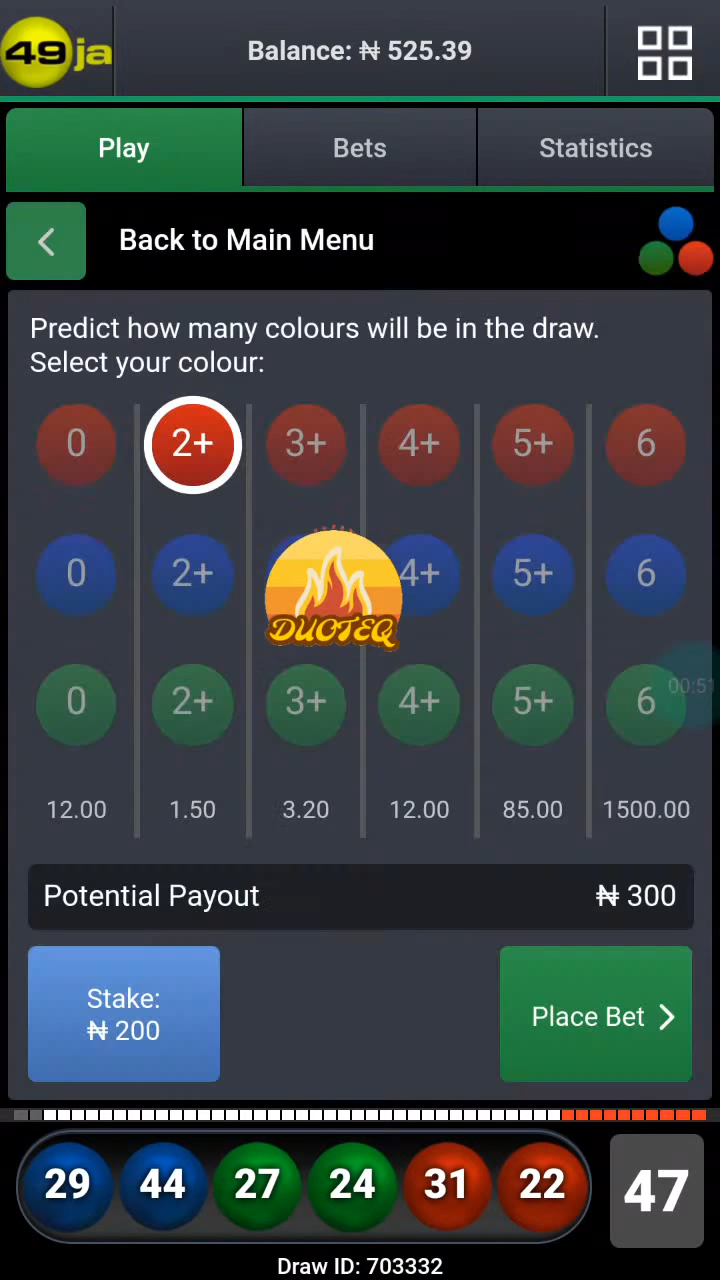 49ja
Balance: ₦ 525.39
Play
Bets
Statistics
Back to Main Menu
Predict how many colours will be in the draw.
Select your colour:
0 2+ 3+ 4+ 5+ 6
0 2+ 4+ 5+ 6
DUOTEQ
0 2+ 3+ 4+ 5+ 6
00:51
12.00 1.50 3.20 12.00 85.00 1500.00
Potential Payout ₦ 300
Stake:
₦ 200
Place Bet
29 44 27 24 31 22
47
Draw ID: 703332